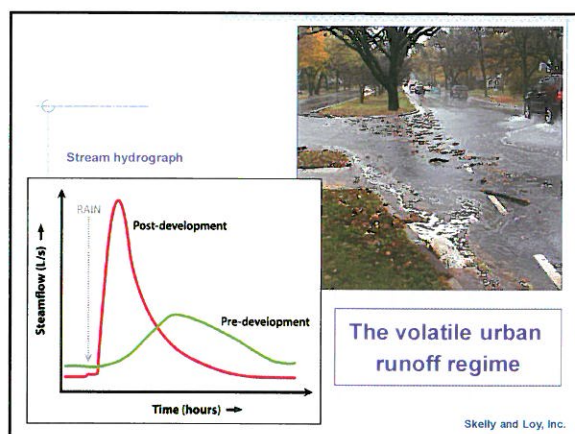 Stream hydrograph
RAIN
Post-development
Pre-development
Steamflow (L/s)
Time (hours)
The volatile urban
runoff regime
Skelly and Loy, Inc.